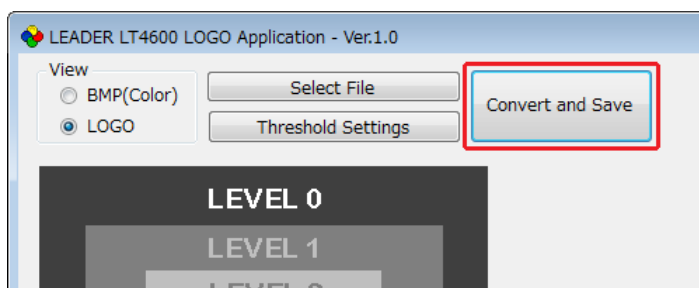 LEADER LT4600 LOGO Application - Ver.1.0
View
BMP(Color)
LOGO
Select File
Threshold Settings
Convert and Save
LEVEL 0
LEVEL 1